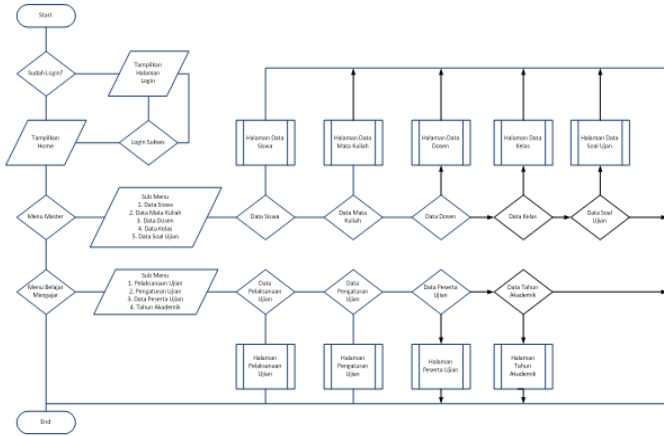 Start
Sudah Login?
Tampilkan
Halaman
Login
Tampilkan
Home
Login Sukses
Halaman Data
Siswa
Halaman Data
Mata Kuliah
Halaman Data
Dosen
Halaman Data
Kelas
Halaman Data
Soal Ujian
Menu Master
Sub Menu
1. Data Siswa
2. Data Mata Kuliah
3. Data Dosen
4. Data Kelas
5. Data Soal Ujian
Data Siswa
Data Mata
Kuliah
Data Dosen
Data Kelas
Data Soal
Ujian
Menu Belajar
Mengajar
Sub Menu
1. Pelaksanaan Ujian
2. Pengaturan Ujian
3. Data Peserta Ujian
4. Tahun Akademik
Data
Pelaksanaan
Ujian
Data
Pengaturan
Ujian
Data Peserta
Ujian
Data Tahun
Akademik
Halaman
Pelaksanaan
Ujian
Halaman
Pengaturan
Ujian
Halaman
Peserta Ujian
Halaman
Tahun
Akademik
End